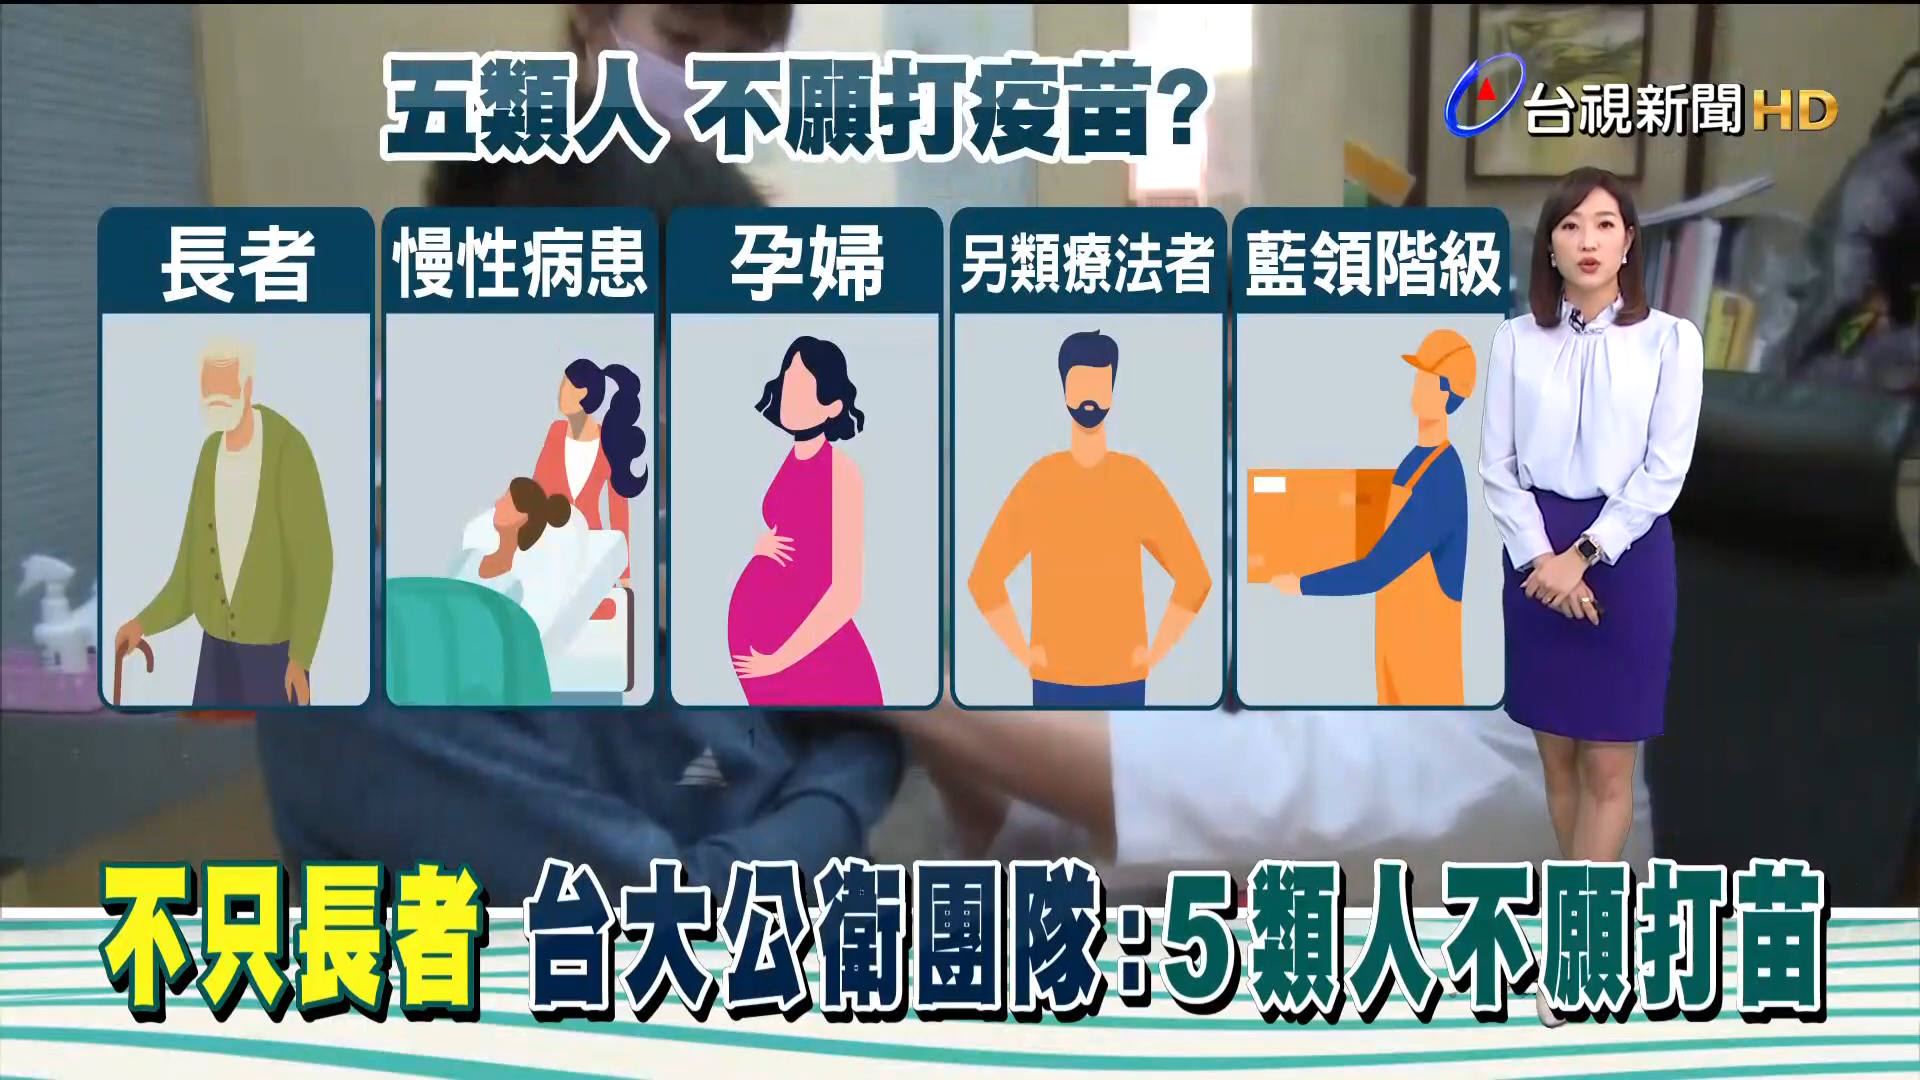 五類人 不願打疫苗?
台視新聞HD
長者
慢性病患
孕婦
另類療法者
藍領階級
不只長者 台大公衛團隊:5類人不願打苗